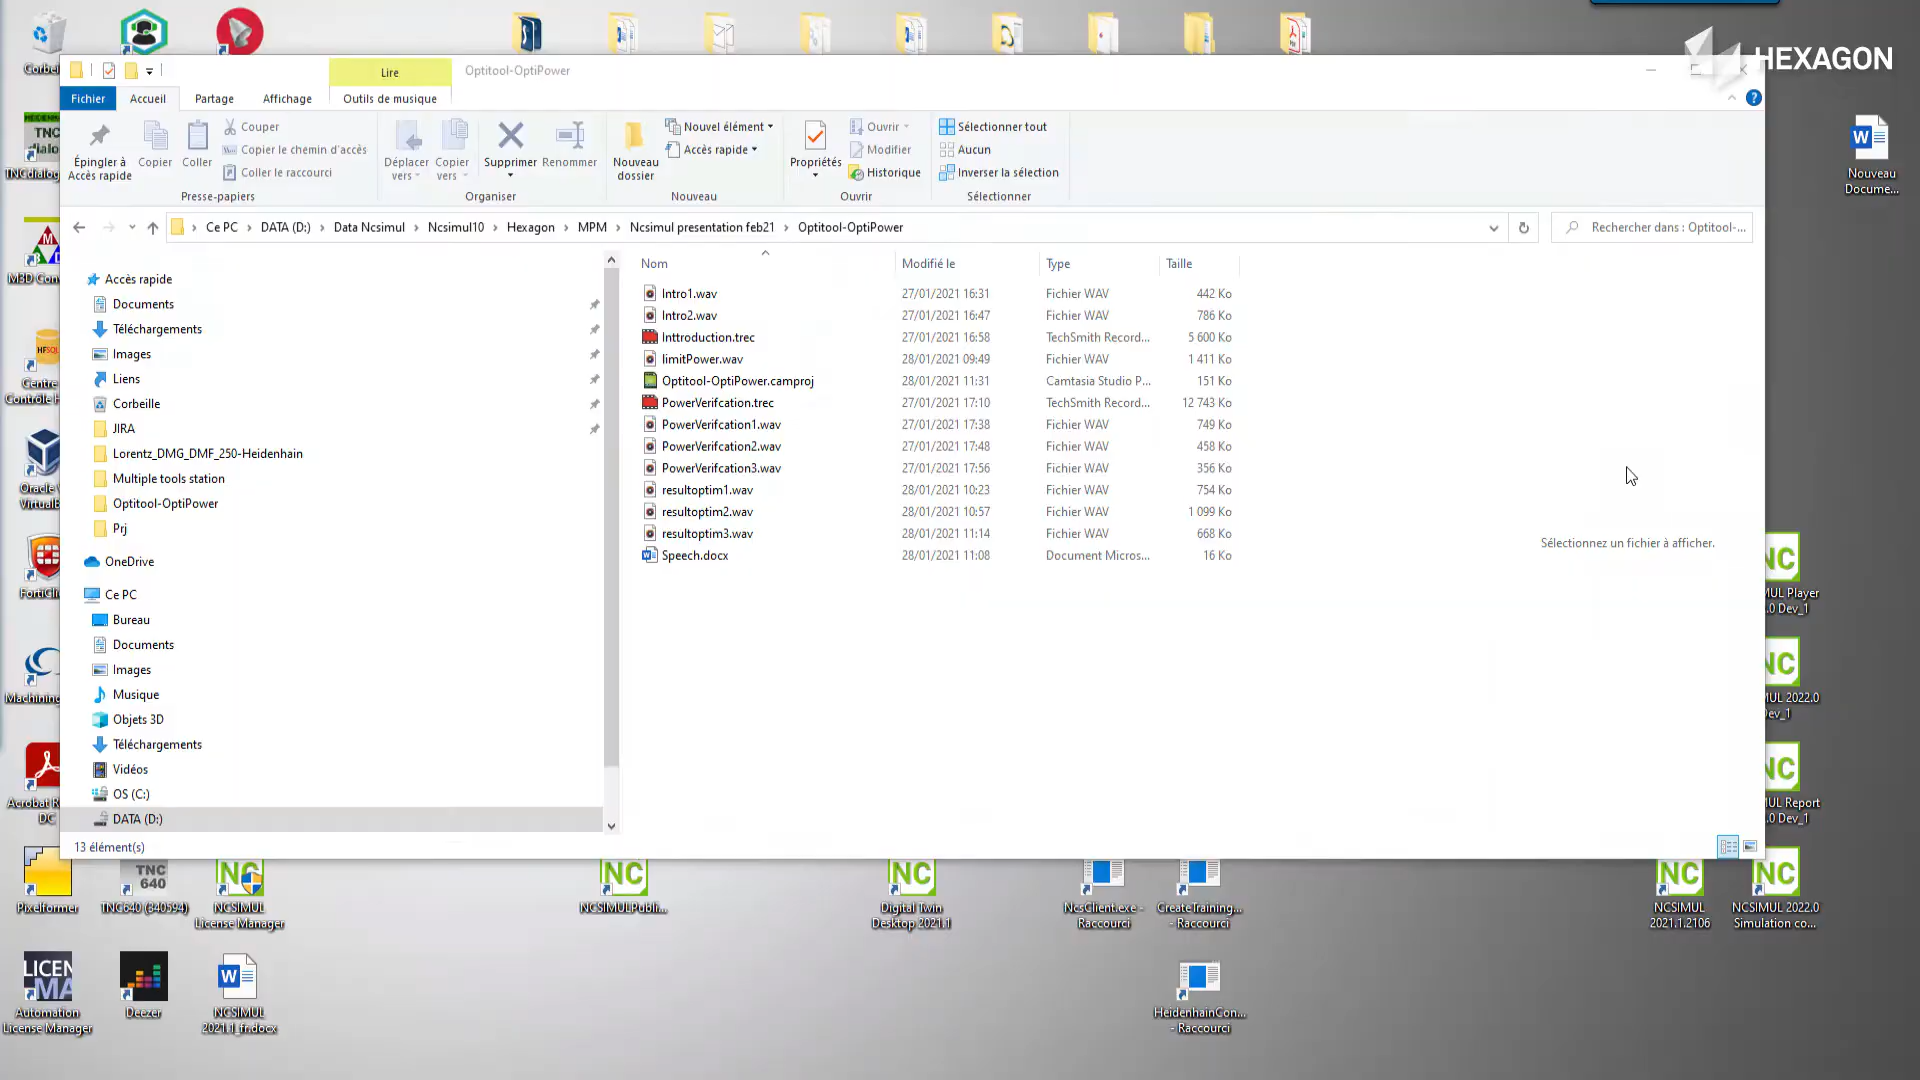 HEXAGON
Lire
Optitool-OptiPower
Fichier
Accueil
Partage
Affichage
Outils de musique
Épingler à
Accès rapide
Copier
Coller
Couper
Copier le chemin d'accès
Coller le raccourci
Presse-papiers
Déplacer
vers
Copier
vers
Supprimer
Renommer
Organiser
Nouveau
dossier
Nouvel élément
Accès rapide
Nouveau
Propriétés
Ouvrir
Modifier
Historique
Ouvrir
Sélectionner tout
Aucun
Inverser la sélection
Sélectionner
Ce PC > DATA (D:) > Data Ncsimul > Ncsimul10 > Hexagon > MPM > Ncsimul presentation feb21 > Optitool-OptiPower
Rechercher dans : Optitool-...
Accès rapide
Documents
Téléchargements
Images
Liens
Corbeille
JIRA
Lorentz_DMG_DMF_250-Heidenhain
Multiple tools station
Optitool-OptiPower
Prj
OneDrive
Ce PC
Bureau
Documents
Images
Musique
Objets 3D
Téléchargements
Vidéos
OS (C:)
DATA (D:)
Nom Modifié le Type Taille
Intro1.wav 27/01/2021 16:31 Fichier WAV 442 Ko
Intro2.wav 27/01/2021 16:47 Fichier WAV 786 Ko
Inttroduction.trec 27/01/2021 16:58 TechSmith Record... 5 600 Ko
limitPower.wav 28/01/2021 09:49 Fichier WAV 1 411 Ko
Optitool-OptiPower.camproj 28/01/2021 11:31 Camtasia Studio P... 151 Ko
PowerVerifcation.trec 27/01/2021 17:10 TechSmith Record... 12 743 Ko
PowerVerifcation1.wav 27/01/2021 17:38 Fichier WAV 749 Ko
PowerVerifcation2.wav 27/01/2021 17:48 Fichier WAV 458 Ko
PowerVerifcation3.wav 27/01/2021 17:56 Fichier WAV 356 Ko
resultoptim1.wav 28/01/2021 10:23 Fichier WAV 754 Ko
resultoptim2.wav 28/01/2021 10:57 Fichier WAV 1 099 Ko
resultoptim3.wav 28/01/2021 11:14 Fichier WAV 668 Ko
Speech.docx 28/01/2021 11:08 Document Micros... 16 Ko
Sélectionnez un fichier à afficher.
13 élément(s)
Nouveau
Docume...
Pixelformer
TNC
640
TNC640 (340594)
NC
NCSIMUL
License Manager
NC
NCSIMULPubli...
NC
Digital Twin
Desktop 2021.1
NcsClient.exe -
Raccourci
CreateTraining...
- Raccourci
NC
NCSIMUL
2021.1.2106
NC
NCSIMUL 2022.0
Simulation co...
Automation
License Manager
Deezer
NCSIMUL
2021.1_fr.docx
HeidenhainCon...
- Raccourci